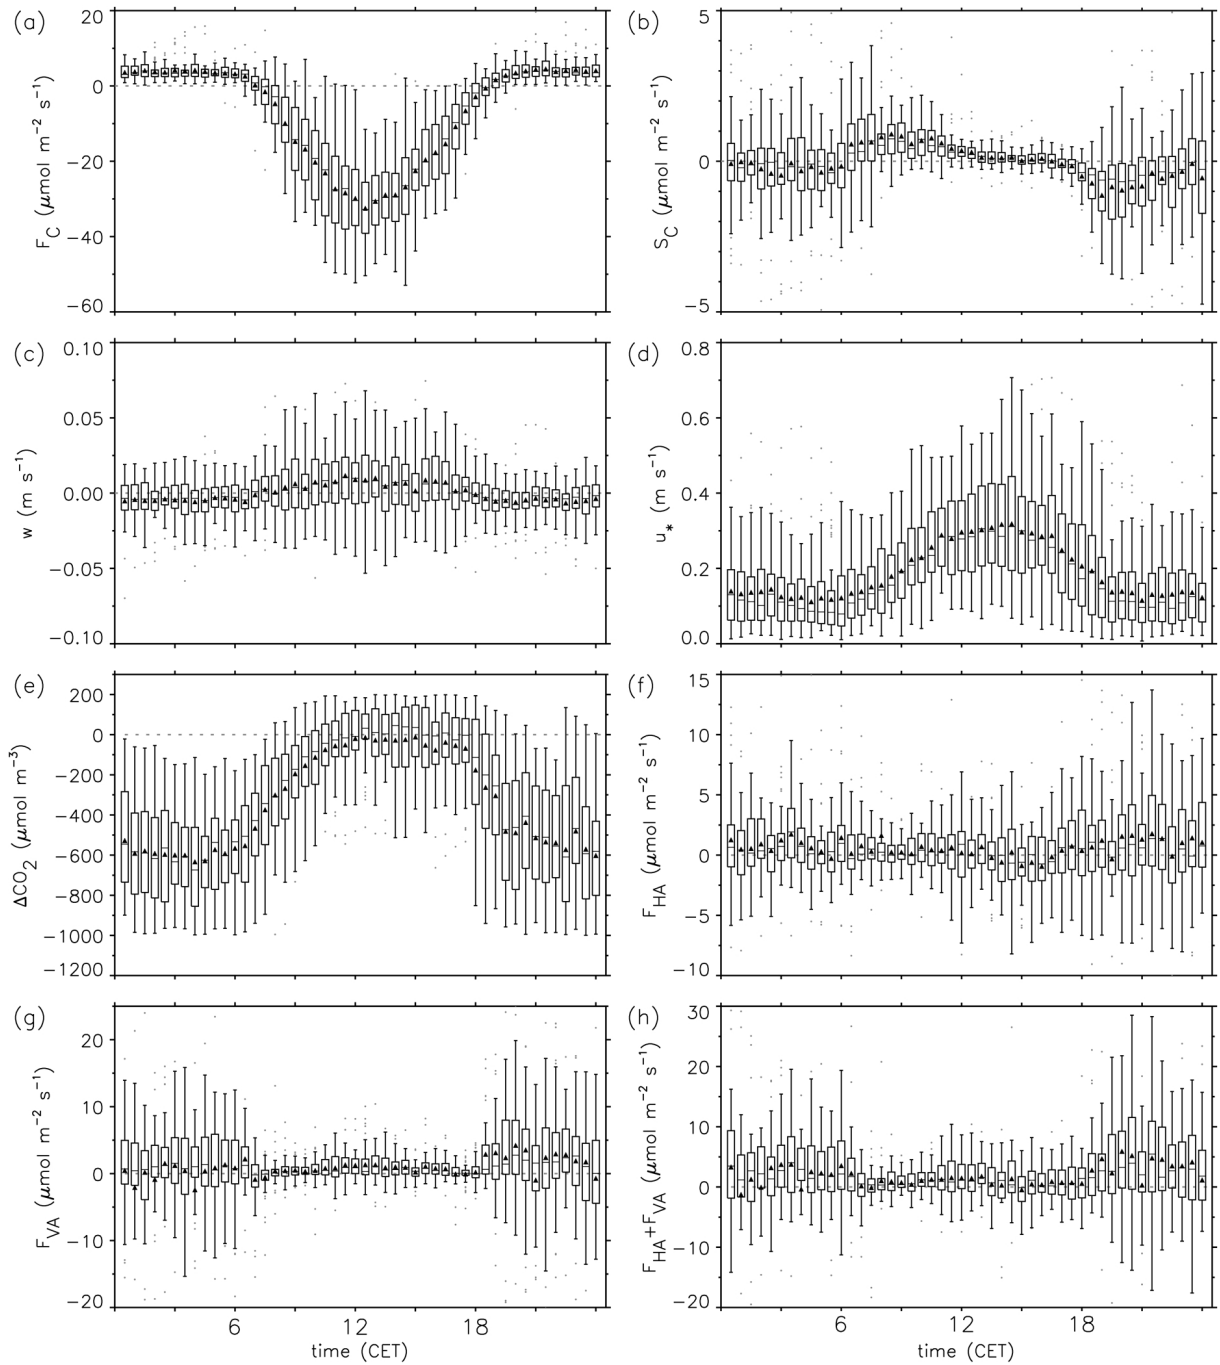 (a)
20
0
−20
−40
−60
F_C (μmol m⁻² s⁻¹)
(b)
5
0
−5
S_C (μmol m⁻² s⁻¹)
(c)
0.10
0.05
0.00
−0.05
−0.10
w (m s⁻¹)
(d)
0.8
0.6
0.4
0.2
0.0
u_* (m s⁻¹)
(e)
200
0
−200
−400
−600
−800
−1000
−1200
ΔCO₂ (μmol m⁻³)
(f)
15
10
5
0
−5
−10
F_HA (μmol m⁻² s⁻¹)
(g)
20
10
0
−10
−20
F_VA (μmol m⁻² s⁻¹)
6
12
18
time (CET)
(h)
30
20
10
0
−10
−20
F_HA+F_VA (μmol m⁻² s⁻¹)
6
12
18
time (CET)